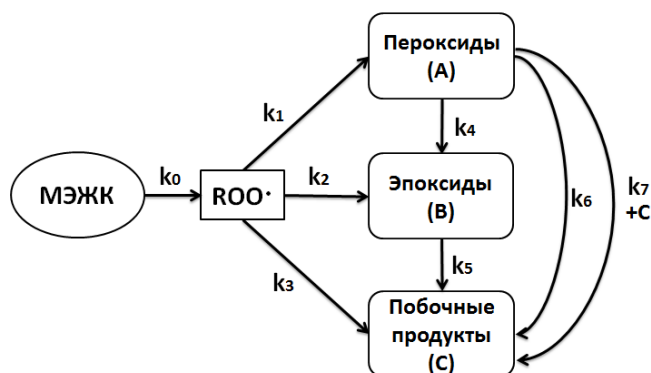 Пероксиды
(A)
k₁
k₄
МЭЖК
k₀
ROO·
k₂
Эпоксиды
(B)
k₆
k₇
+C
k₃
k₅
Побочные
продукты
(C)